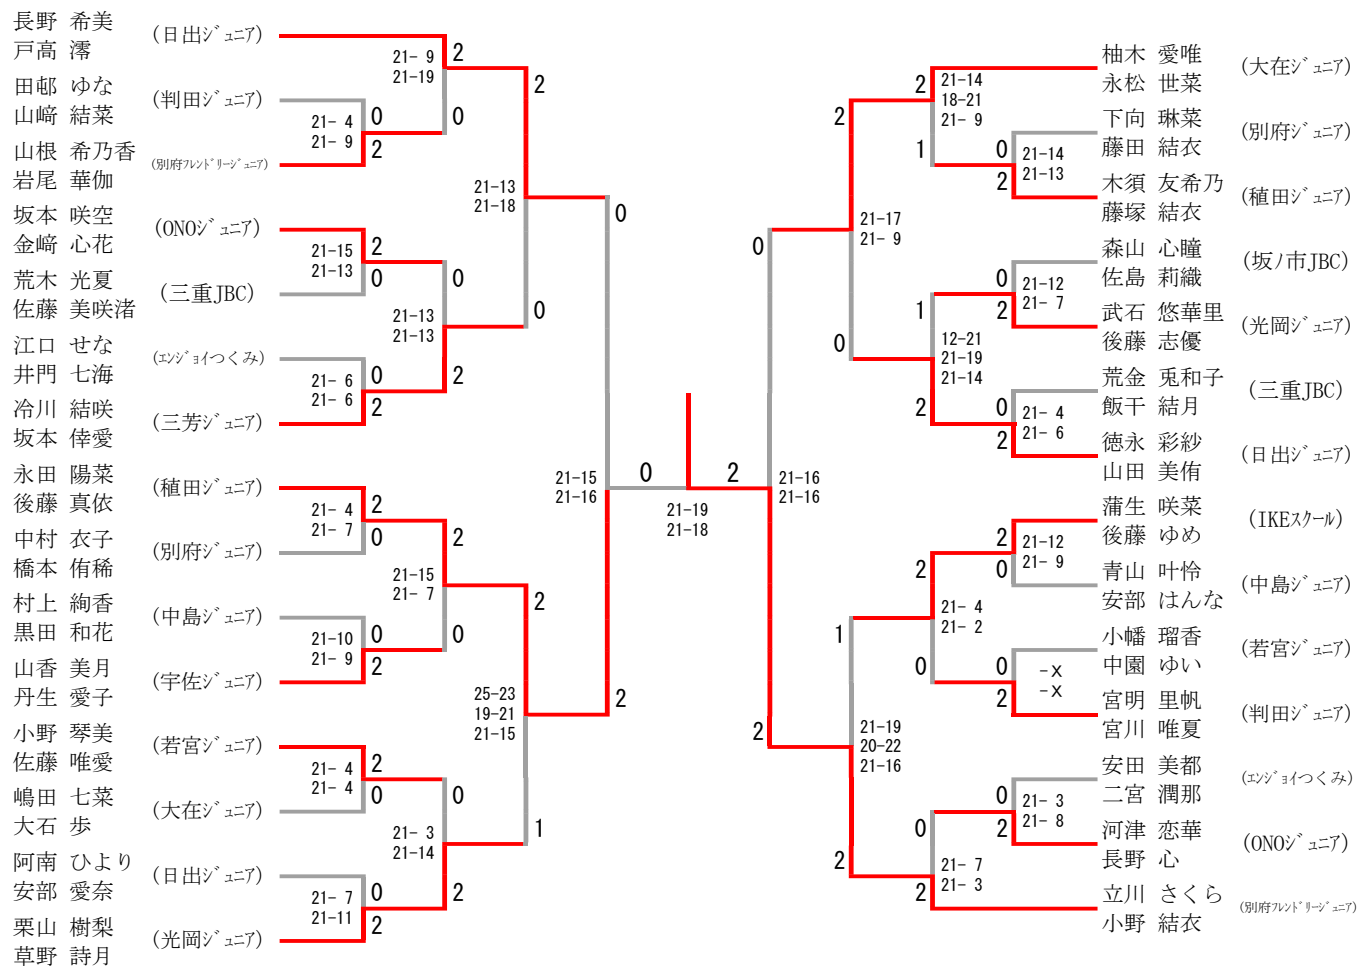 長野 希美
戸高 澪
(日出ジュニア)
田邨 ゆな
山﨑 結菜
(判田ジュニア)
山根 希乃香
岩尾 華伽
(別府フレンドリージュニア)
坂本 咲空
金﨑 心花
(ONOジュニア)
荒木 光夏
佐藤 美咲渚
(三重JBC)
江口 せな
井門 七海
(エンジョイつくみ)
冷川 結咲
坂本 倖愛
(三芳ジュニア)
永田 陽菜
後藤 真依
(稙田ジュニア)
中村 衣子
橋本 侑稀
(別府ジュニア)
村上 絢香
黒田 和花
(中島ジュニア)
山香 美月
丹生 愛子
(宇佐ジュニア)
小野 琴美
佐藤 唯愛
(若宮ジュニア)
嶋田 七菜
大石 歩
(大在ジュニア)
阿南 ひより
安部 愛奈
(日出ジュニア)
栗山 樹梨
草野 詩月
(光岡ジュニア)
21- 4
21- 9
0
2
21-15
21-13
2
0
21- 6
21- 6
0
2
21- 4
21- 7
2
0
21-10
21- 9
0
2
21- 4
21- 4
2
0
21- 7
21-11
0
2
21- 9
21-19
2
0
21-13
21-13
0
2
21-15
21- 7
2
0
21- 3
21-14
0
2
21-13
21-18
2
0
25-23
19-21
21-15
2
1
21-15
21-16
0
2
0
2
21-19
21-18
21-16
21-16
0
2
21-17
21- 9
2
0
21-19
20-22
21-16
1
2
21-14
18-21
21- 9
2
1
12-21
21-19
21-14
1
2
21- 4
21- 2
2
0
21- 7
21- 3
0
2
21-14
21-13
0
2
21-12
21- 7
0
2
21- 4
21- 6
0
2
21-12
21- 9
2
0
-X
-X
0
2
21- 3
21- 8
0
2
柚木 愛唯
永松 世菜
(大在ジュニア)
下向 琳菜
藤田 結衣
(別府ジュニア)
木須 友希乃
藤塚 結衣
(稙田ジュニア)
森山 心瞳
佐島 莉織
(坂ノ市JBC)
武石 悠華里
後藤 志優
(光岡ジュニア)
荒金 兎和子
飯干 結月
(三重JBC)
徳永 彩紗
山田 美侑
(日出ジュニア)
蒲生 咲菜
後藤 ゆめ
(IKEスクール)
青山 叶怜
安部 はんな
(中島ジュニア)
小幡 瑠香
中園 ゆい
(若宮ジュニア)
宮明 里帆
宮川 唯夏
(判田ジュニア)
安田 美都
二宮 潤那
(エンジョイつくみ)
河津 恋華
長野 心
(ONOジュニア)
立川 さくら
小野 結衣
(別府フレンドリージュニア)